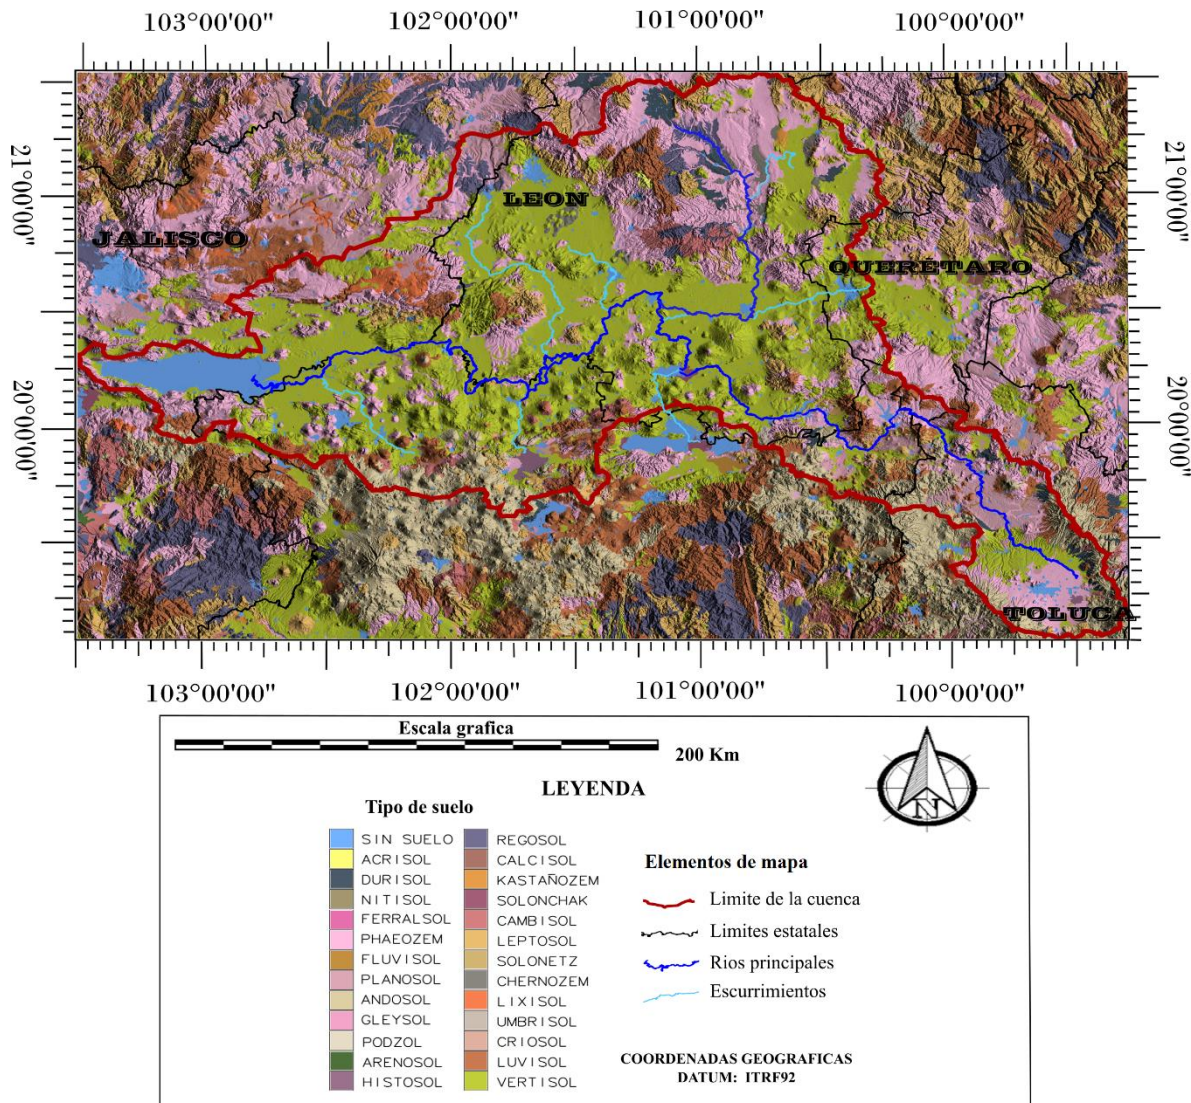 103°00'00" 102°00'00" 101°00'00" 100°00'00"
21°00'00"
21°00'00"
LEON
JALISCO
QUERÉTARO
20°00'00"
20°00'00"
TOLUCA
103°00'00" 102°00'00" 101°00'00" 100°00'00"
Escala grafica
200 Km
N
LEYENDA
Tipo de suelo
SIN SUELO
ACRISOL
DURISOL
NITISOL
FERRALSOL
PHAEOZEM
FLUVISOL
PLANOSOL
ANDOSOL
GLEYSOL
PODZOL
ARENOSOL
HISTOSOL
REGOSOL
CALCISOL
KASTAÑOZEM
SOLONCHAK
CAMBISOL
LEPTOSOL
SOLONETZ
CHERNOZEM
LIXISOL
UMBRISOL
CRIOSOL
LUVISOL
VERTISOL
Elementos de mapa
Limite de la cuenca
Limites estatales
Rios principales
Escurrimientos
COORDENADAS GEOGRAFICAS
DATUM: ITRF92